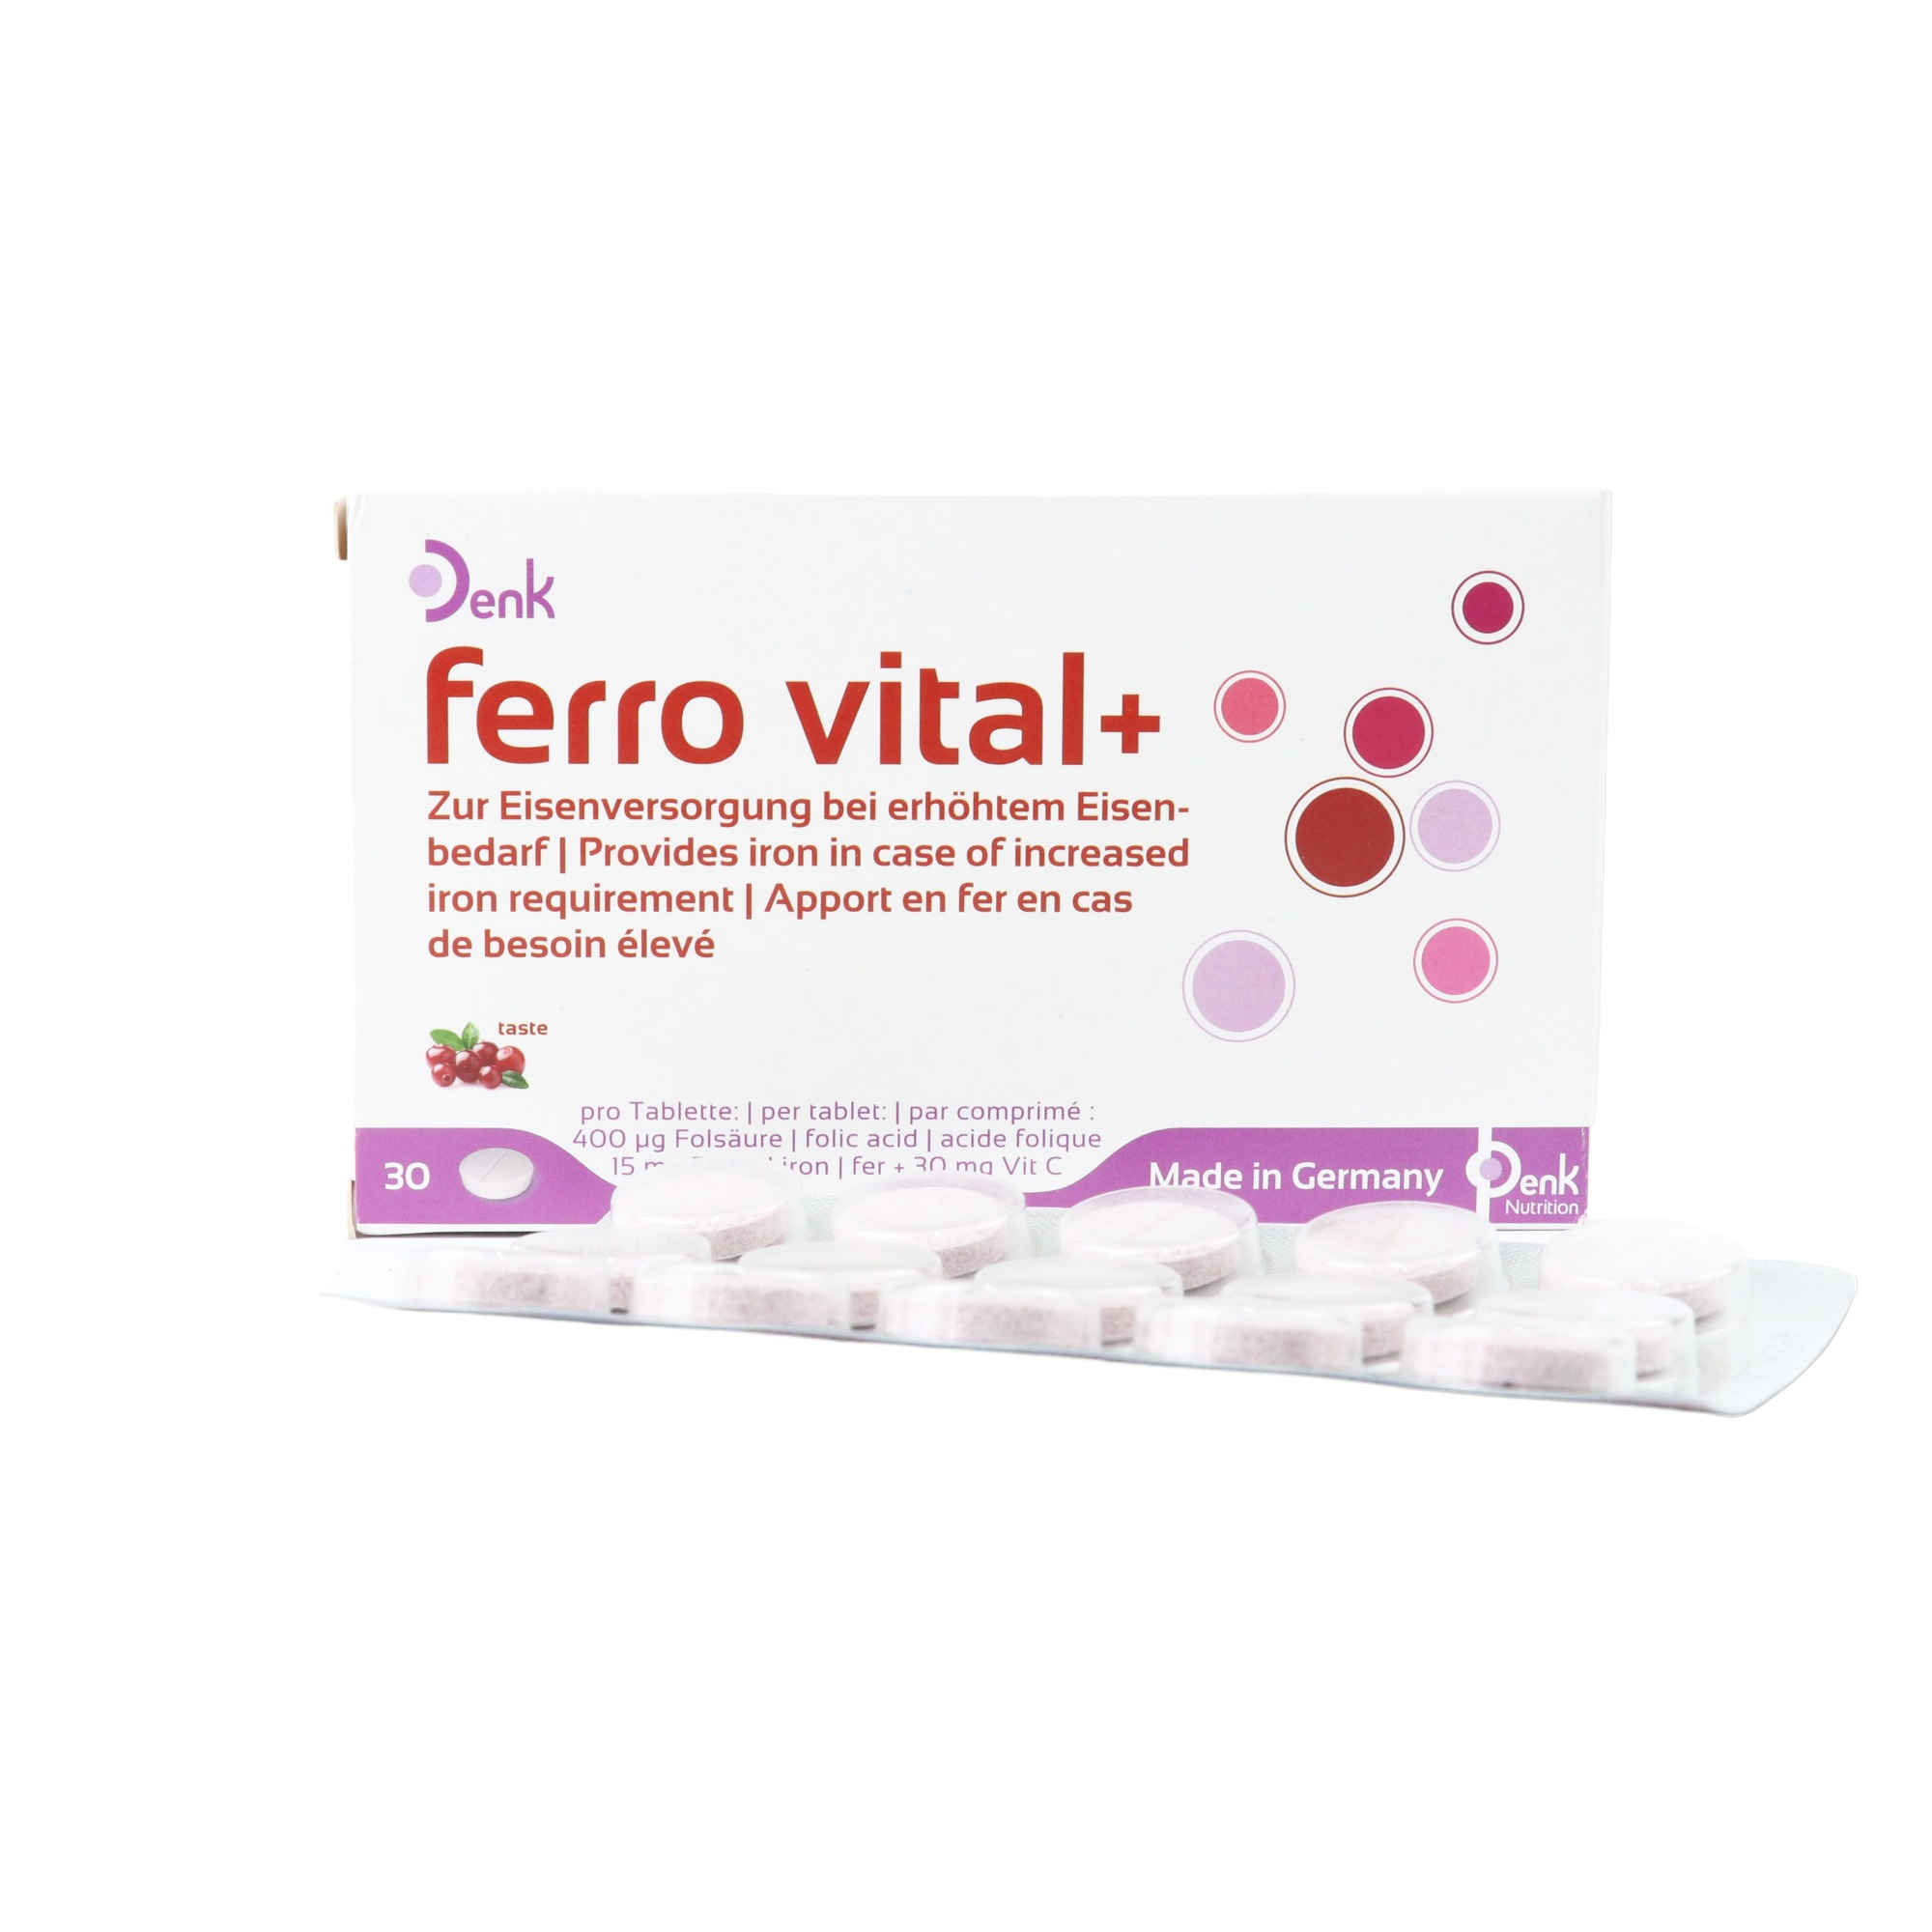 Denk
ferro vital+
Zur Eisenversorgung bei erhöhtem Eisen-
bedarf | Provides iron in case of increased
iron requirement | Apport en fer en cas
de besoin élevé
taste
pro Tablette: | per tablet: | par comprimé :
400 µg Folsäure | folic acid | acide folique
15 iron | fer + 30 mg Vit C
30
Made in Germany
Denk
Nutrition